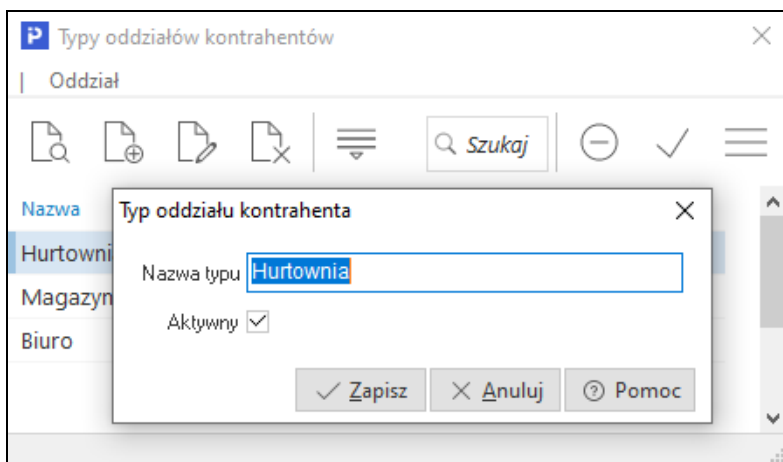 Typy oddziałów kontrahentów
| Oddział
Szukaj
Nazwa
Typ oddziału kontrahenta
Hurtowni
Nazwa typu Hurtownia
Magazyn
Aktywny
Biuro
Zapisz Anuluj Pomoc